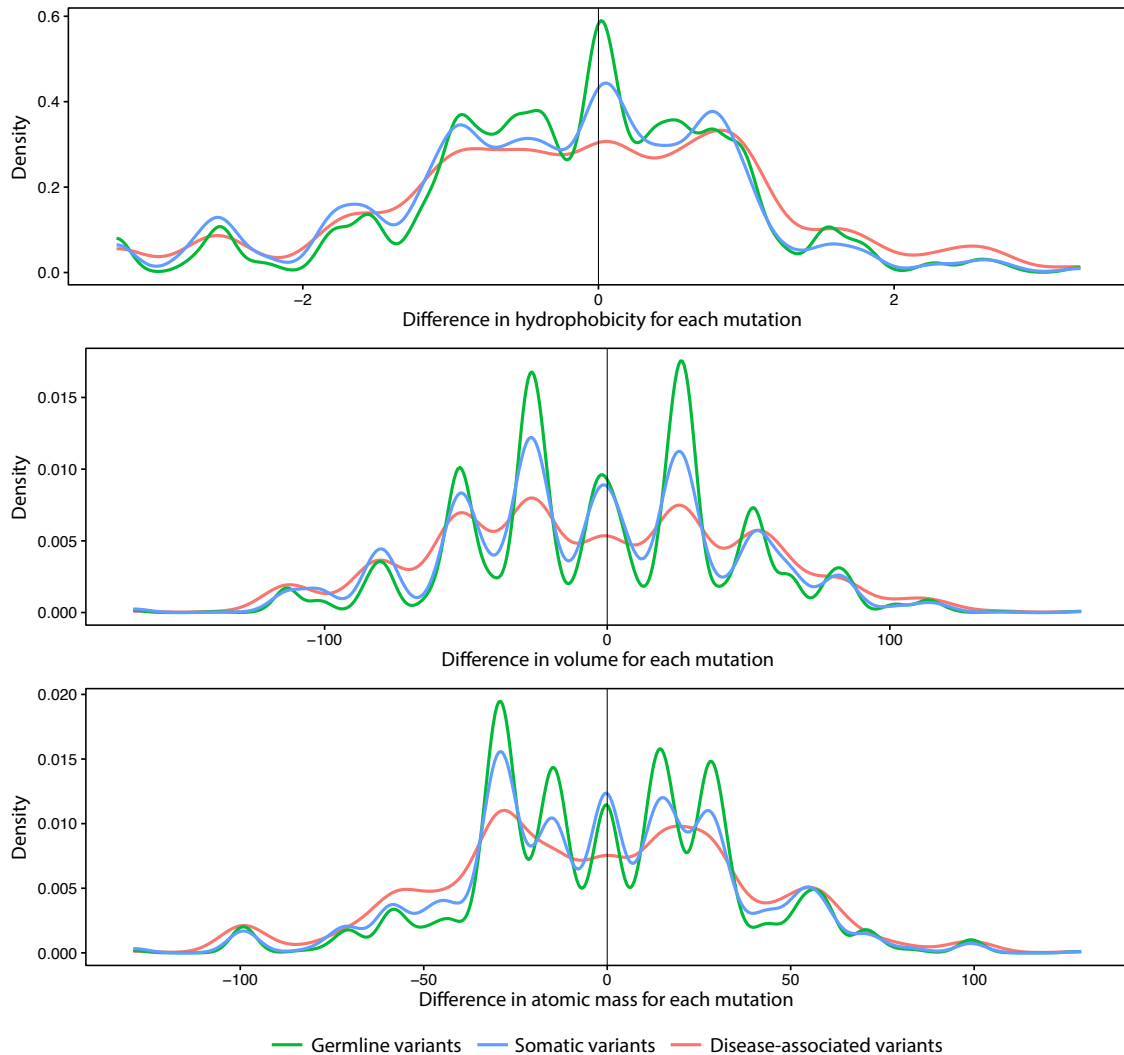 0.6
0.4
0.2
0.0
Density
−2
0
2
Difference in hydrophobicity for each mutation
0.015
0.010
0.005
0.000
Density
−100
0
100
Difference in volume for each mutation
0.020
0.015
0.010
0.005
0.000
Density
−100
−50
0
50
100
Difference in atomic mass for each mutation
Germline variants
Somatic variants
Disease-associated variants